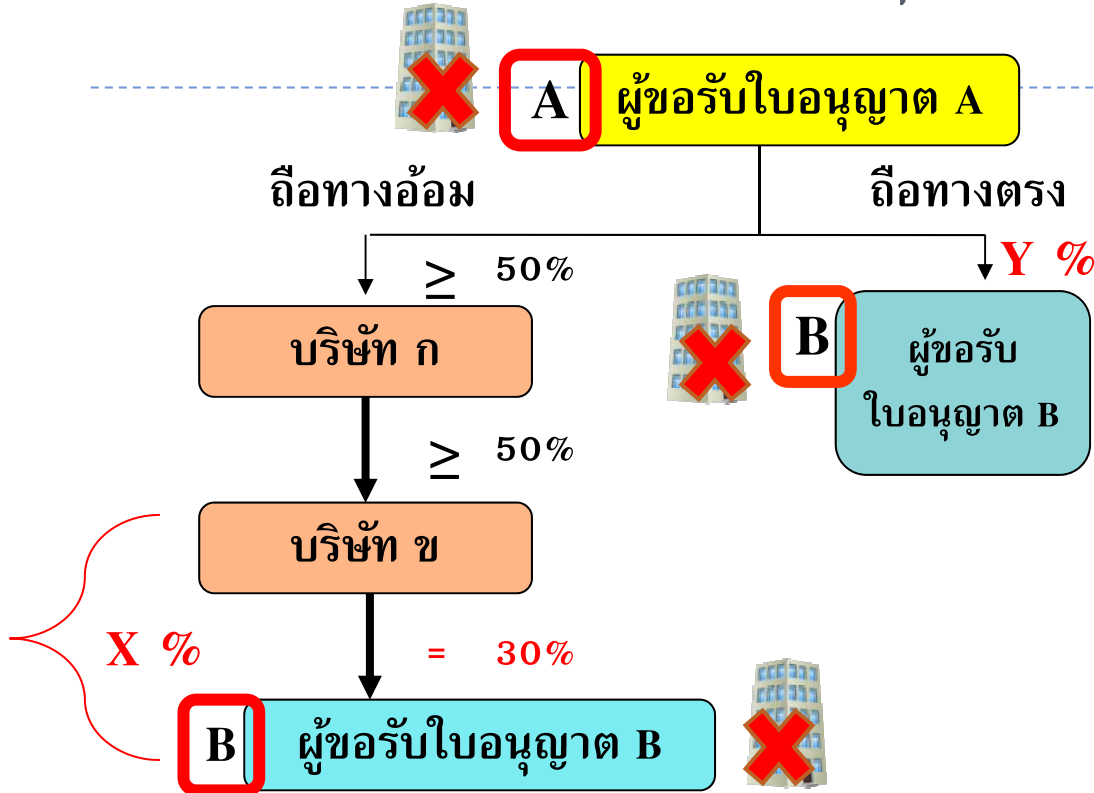 A ผู้ขอรับใบอนุญาต A
ถือทางอ้อม ถือทางตรง
≥ 50% Y %
บริษัท ก
B ผู้ขอรับ
ใบอนุญาต B
≥ 50%
บริษัท ข
X % = 30%
B ผู้ขอรับใบอนุญาต B